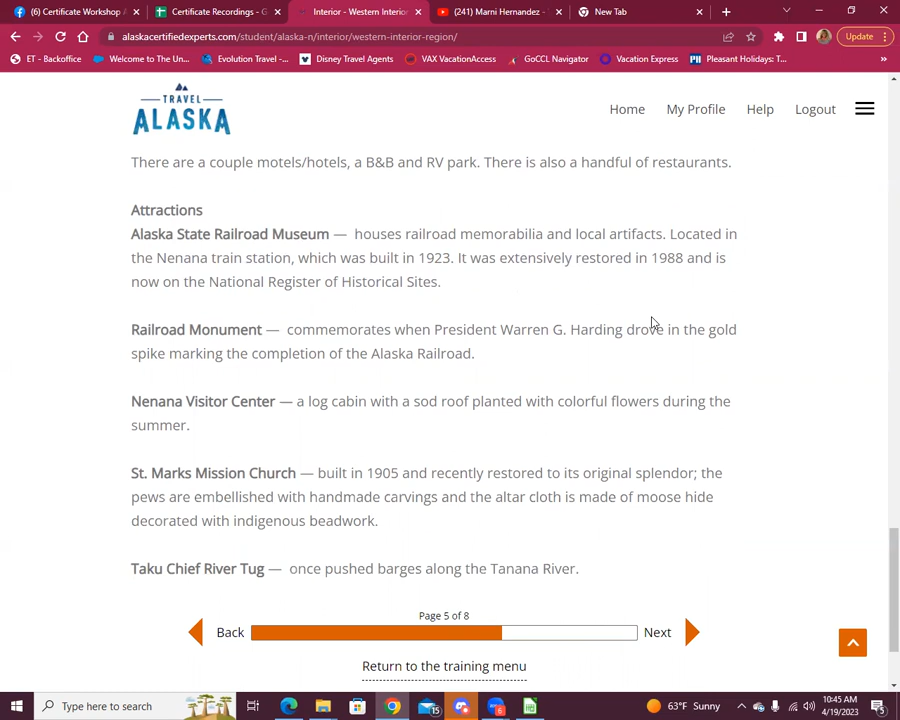 (6) Certificate Workshop A
Certificate Recordings - G
Interior - Western Interior
(241) Marni Hernandez -
New Tab
alaskacertifiedexperts.com/student/alaska-n/interior/western-interior-region/
Update
ET - Backoffice
Welcome to The Un...
Evolution Travel -...
Disney Travel Agents
VAX VacationAccess
GoCCL Navigator
Vacation Express
Pleasant Holidays: T...
TRAVEL
ALASKA
Home
My Profile
Help
Logout
There are a couple motels/hotels, a B&B and RV park. There is also a handful of restaurants.
Attractions
Alaska State Railroad Museum — houses railroad memorabilia and local artifacts. Located in
the Nenana train station, which was built in 1923. It was extensively restored in 1988 and is
now on the National Register of Historical Sites.
Railroad Monument — commemorates when President Warren G. Harding drove in the gold
spike marking the completion of the Alaska Railroad.
Nenana Visitor Center — a log cabin with a sod roof planted with colorful flowers during the
summer.
St. Marks Mission Church — built in 1905 and recently restored to its original splendor; the
pews are embellished with handmade carvings and the altar cloth is made of moose hide
decorated with indigenous beadwork.
Taku Chief River Tug — once pushed barges along the Tanana River.
Page 5 of 8
Back
Next
Return to the training menu
Type here to search
15
6
63°F Sunny
10:45 AM
4/19/2023
5